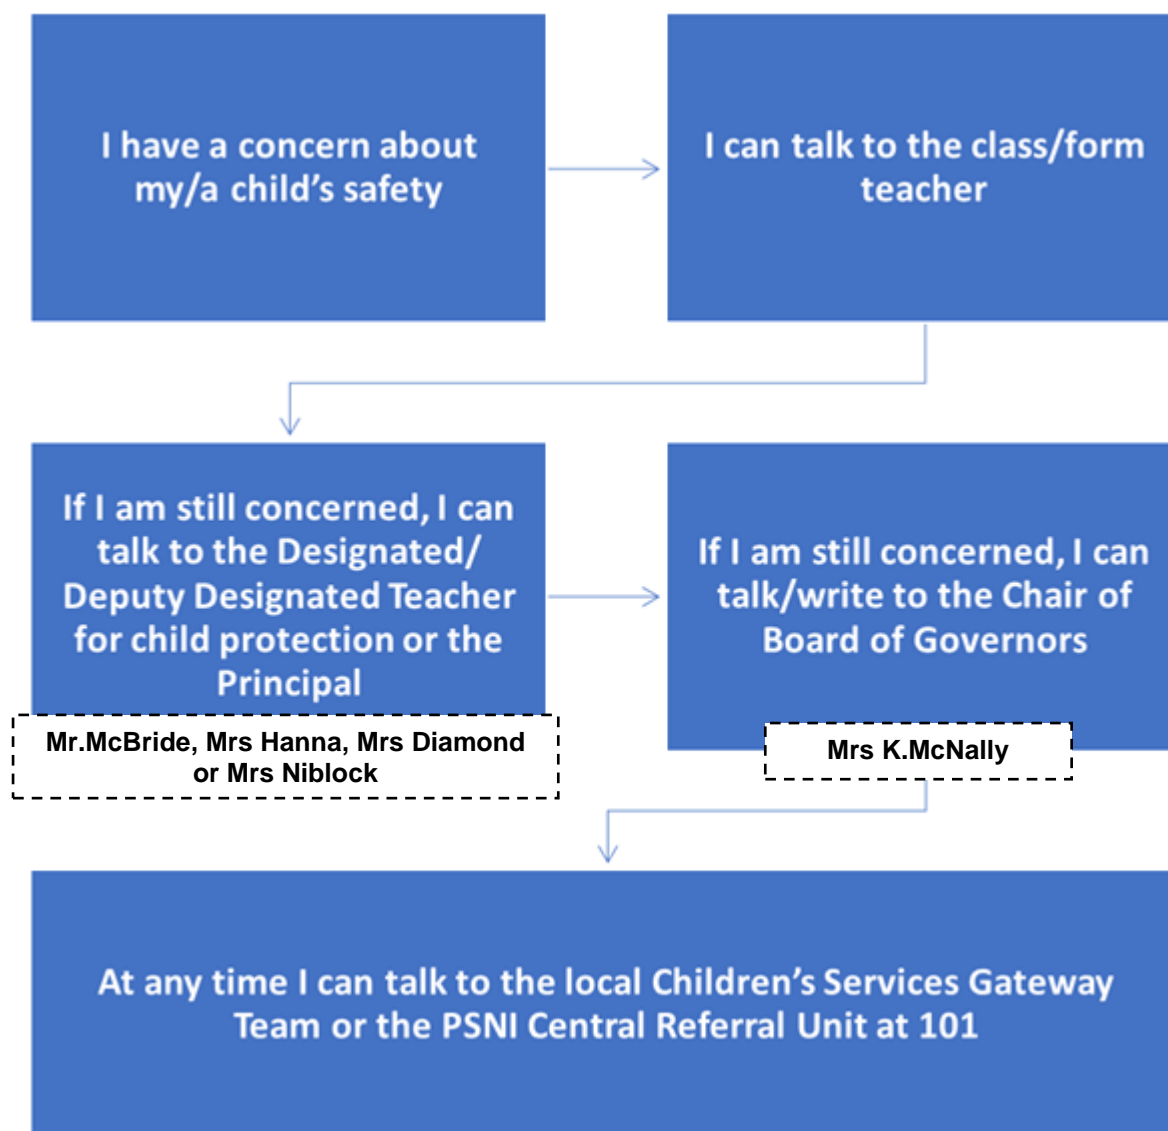 I have a concern about
my/a child’s safety
I can talk to the class/form
teacher
If I am still concerned, I can
talk to the Designated/
Deputy Designated Teacher
for child protection or the
Principal
Mr.McBride, Mrs Hanna, Mrs Diamond
or Mrs Niblock
If I am still concerned, I can
talk/write to the Chair of
Board of Governors
Mrs K.McNally
At any time I can talk to the local Children’s Services Gateway
Team or the PSNI Central Referral Unit at 101